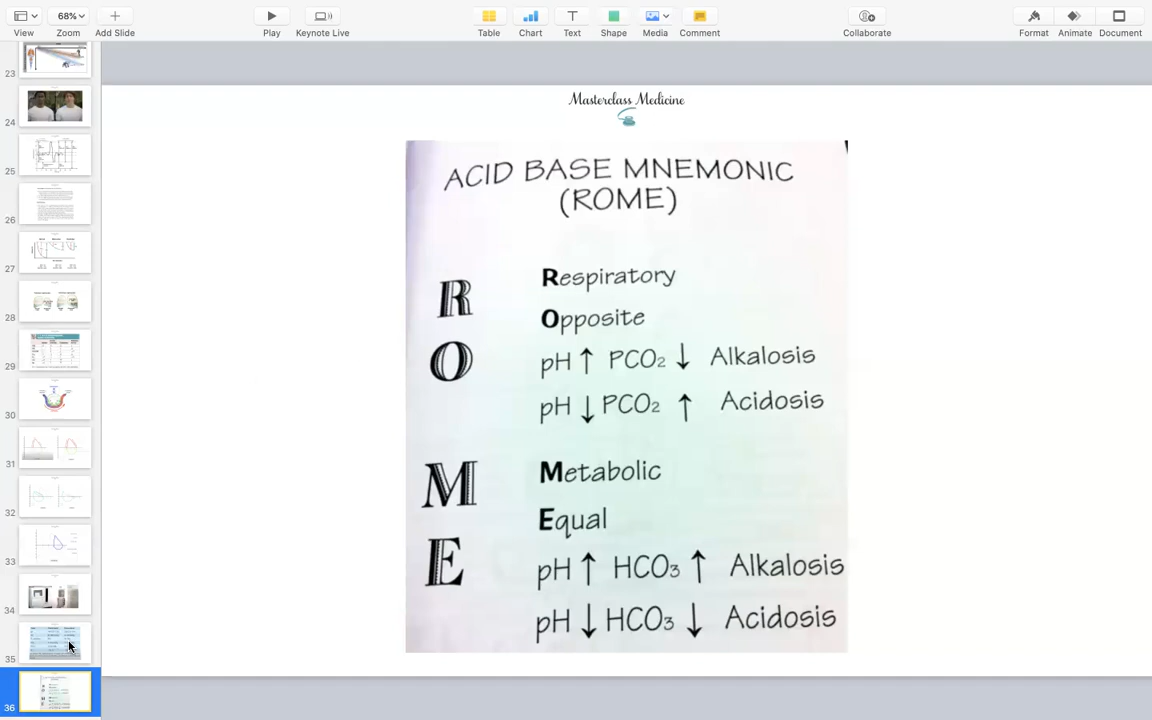 68%
View
Zoom
Add Slide
Play
Keynote Live
Table
Chart
Text
Shape
Media
Comment
Collaborate
Format
Animate
Document
23
24
25
26
27
28
29
30
31
32
33
34
35
36
Masterclass Medicine
ACID BASE MNEMONIC
(ROME)
R
Respiratory
O
Opposite
pH ↑ PCO₂ ↓ Alkalosis
pH ↓ PCO₂ ↑ Acidosis
M
Metabolic
E
Equal
pH ↑ HCO₃ ↑ Alkalosis
pH ↓ HCO₃ ↓ Acidosis